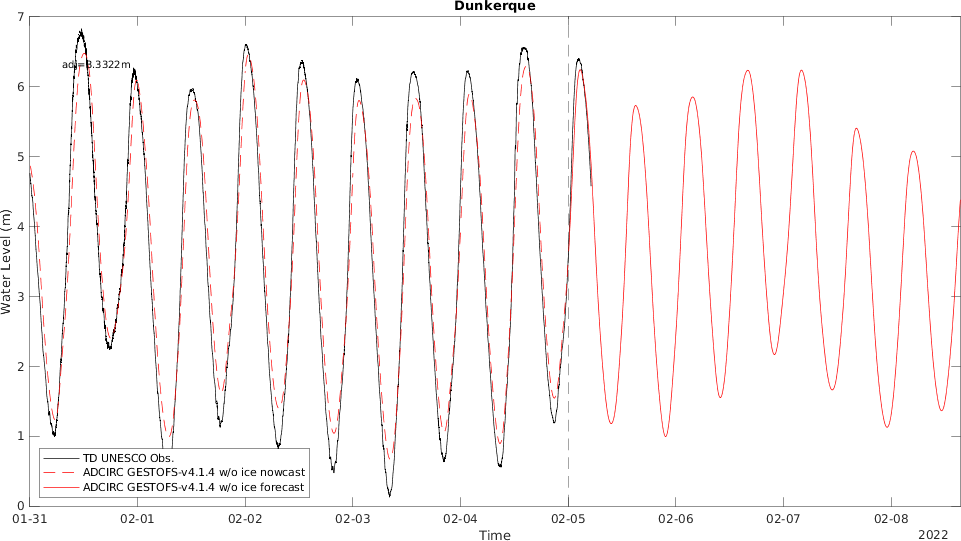 Dunkerque
7
adj=3.3322m
6
5
4
3
2
1
0
Water Level (m)
TD UNESCO Obs.
ADCIRC GESTOFS-v4.1.4 w/o ice nowcast
ADCIRC GESTOFS-v4.1.4 w/o ice forecast
01-31 02-01 02-02 02-03 02-04 02-05 02-06 02-07 02-08
Time
2022